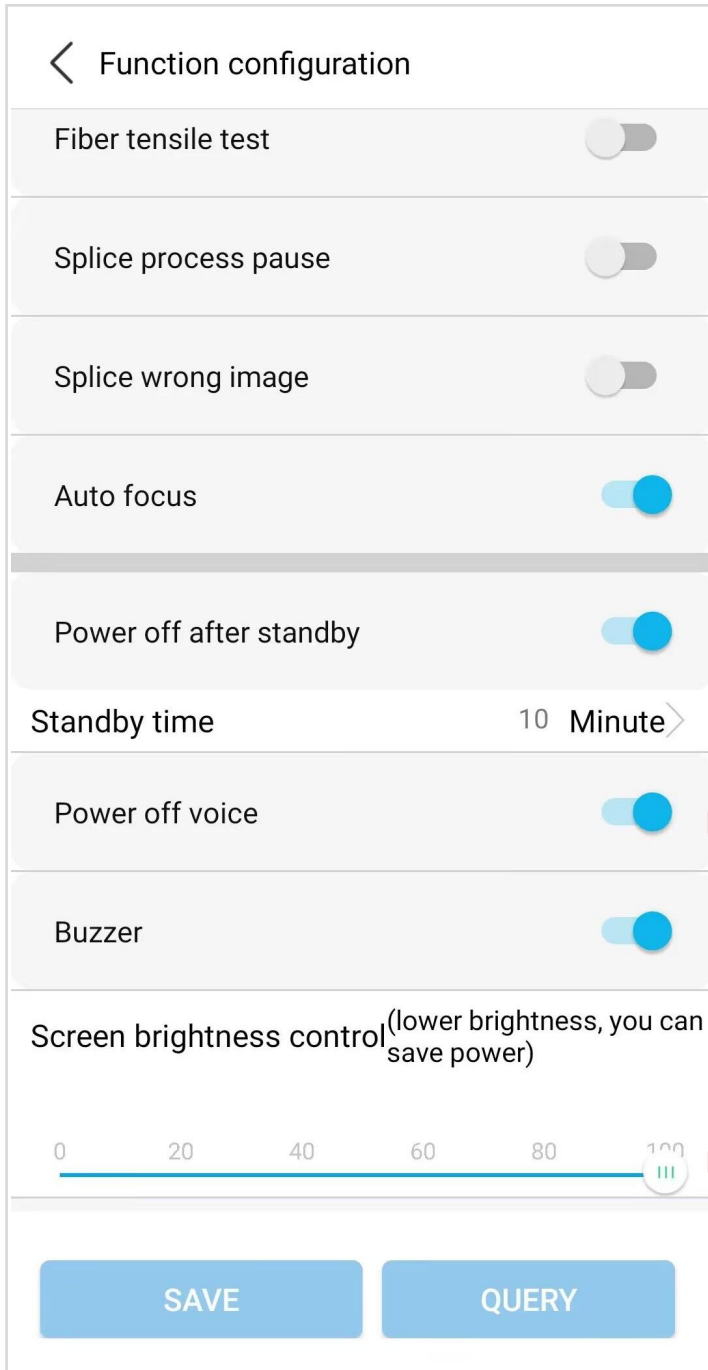 Function configuration
Fiber tensile test
Splice process pause
Splice wrong image
Auto focus
Power off after standby
Standby time 10 Minute
Power off voice
Buzzer
Screen brightness control (lower brightness, you can
save power)
0 20 40 60 80 100
SAVE QUERY